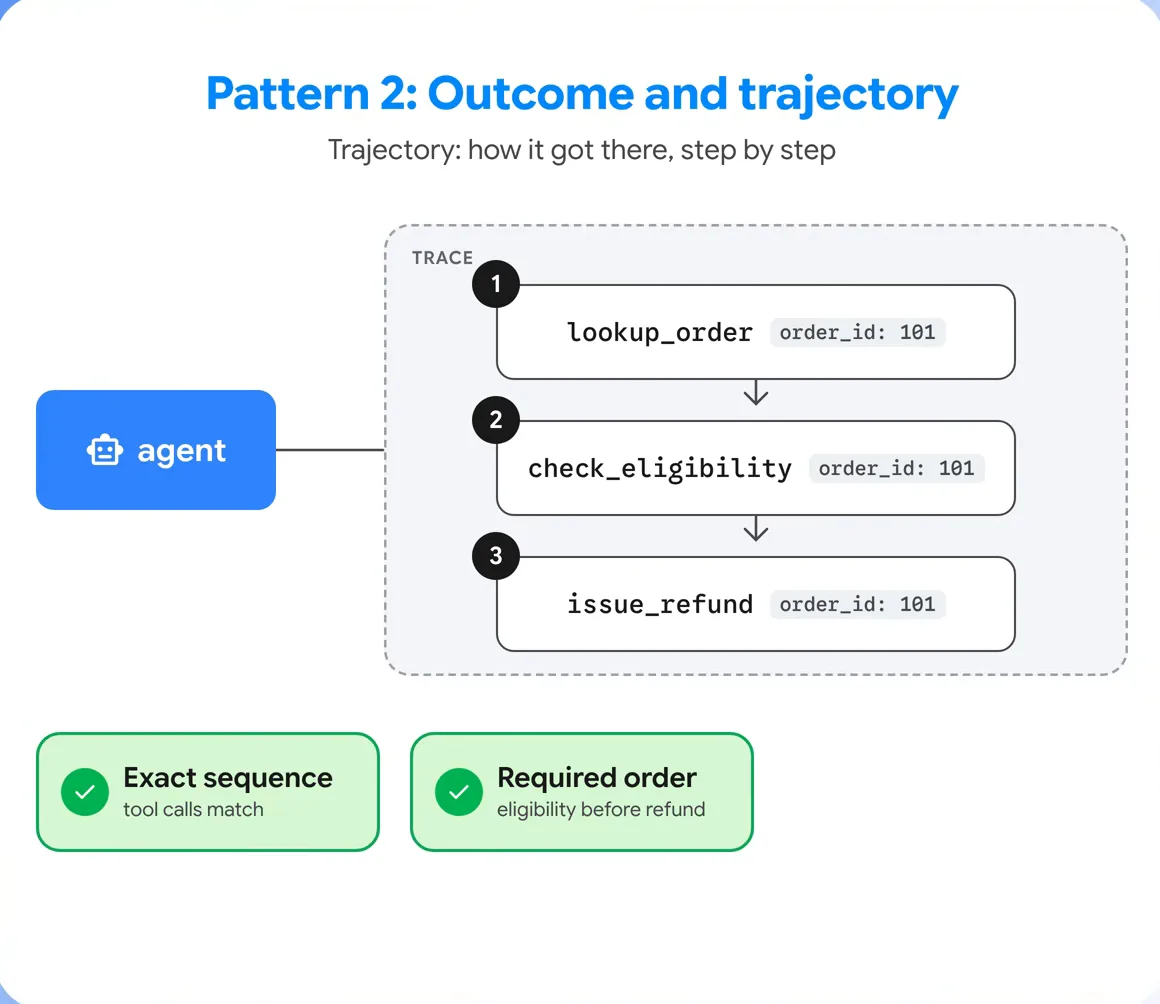 Pattern 2: Outcome and trajectory
Trajectory: how it got there, step by step
TRACE
1
lookup_order order_id: 101
agent
2
check_eligibility order_id: 101
3
issue_refund order_id: 101
Exact sequence
tool calls match
Required order
eligibility before refund